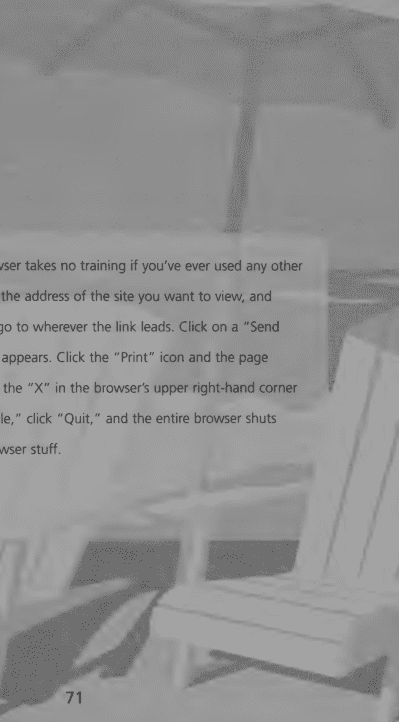 wser takes no training if you've ever used any other
the address of the site you want to view, and
go to wherever the link leads. Click on a "Send
appears. Click the "Print" icon and the page
the "X" in the browser's upper right-hand corner
le," click "Quit," and the entire browser shuts
wser stuff.
71